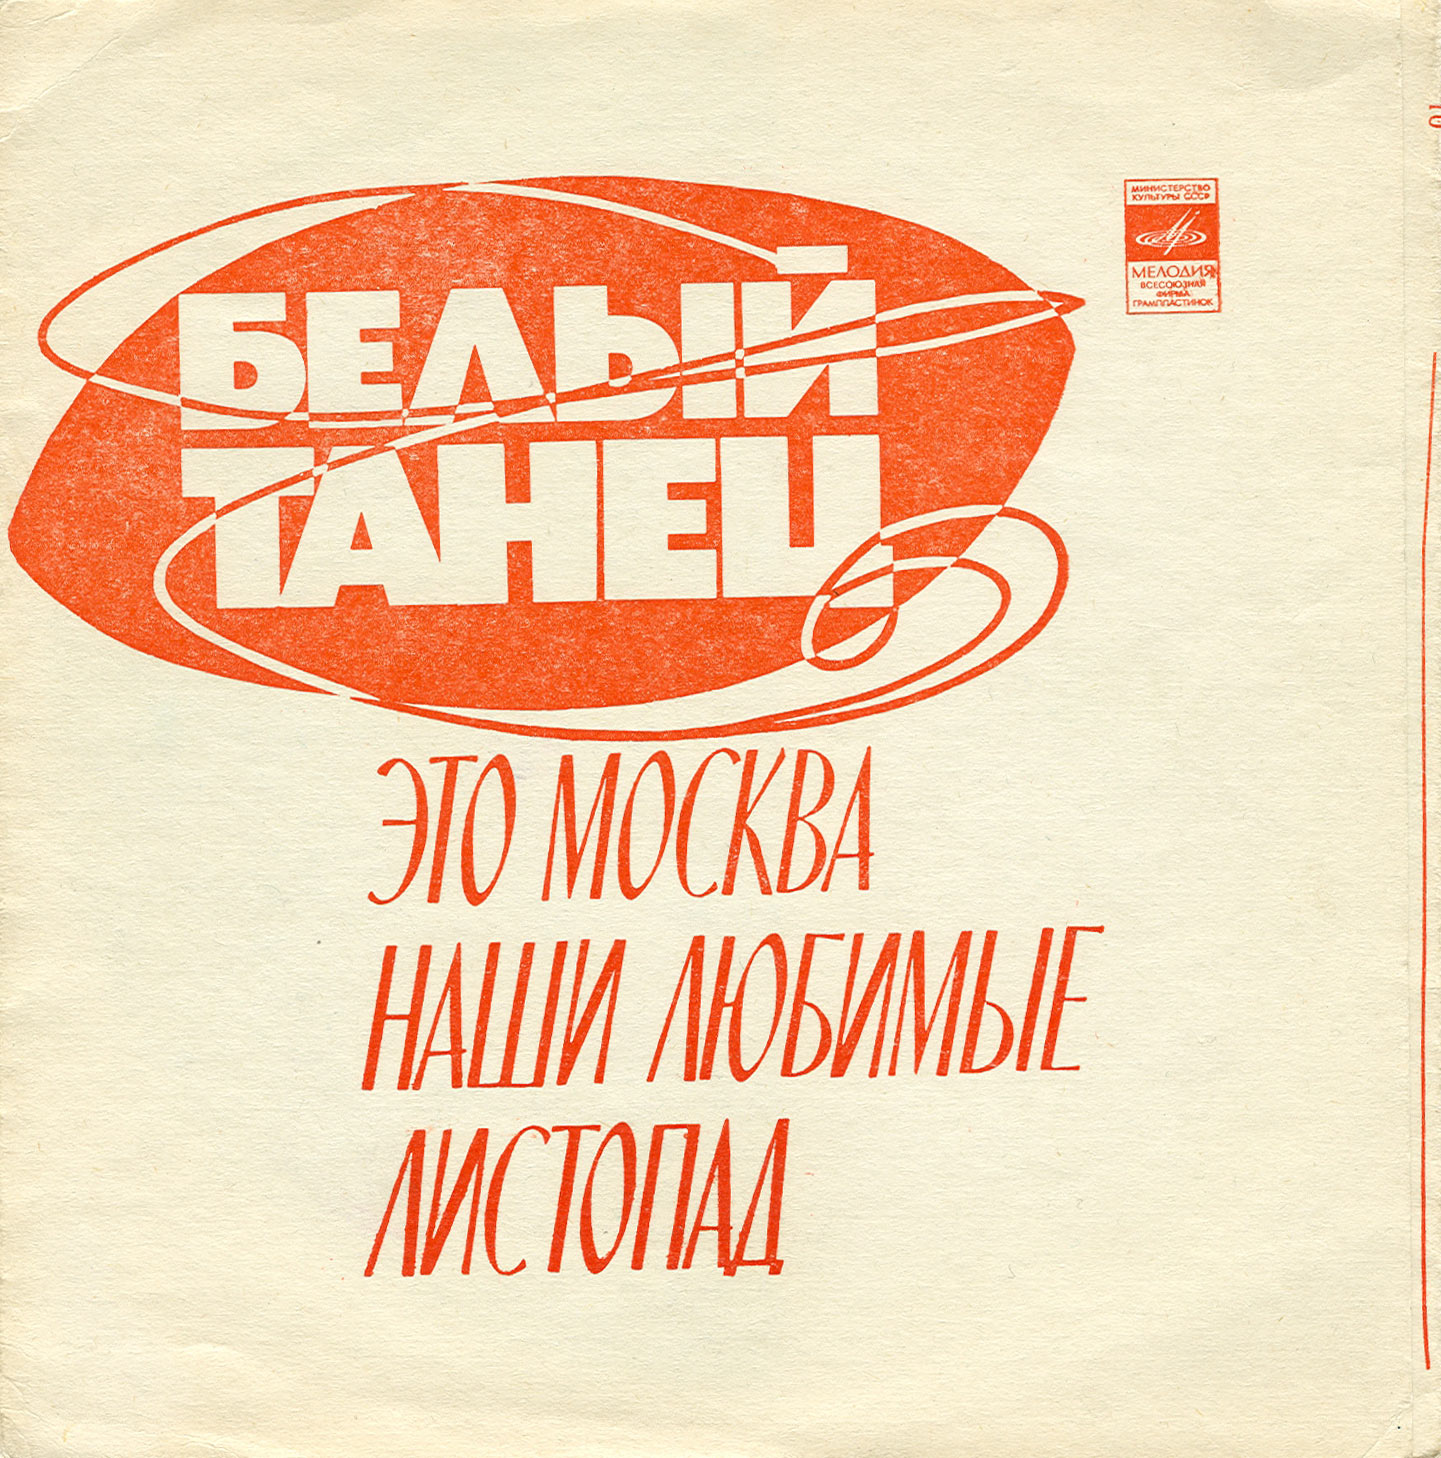 БЕЛЫЙ
ТАНЕЦ
МИНИСТЕРСТВО
КУЛЬТУРЫ СССР
МЕЛОДИЯ
ВСЕСОЮЗНАЯ
ФИРМА
ГРАМПЛАСТИНОК
ЭТО МОСКВА
НАШИ ЛЮБИМЫЕ
ЛИСТОПАД